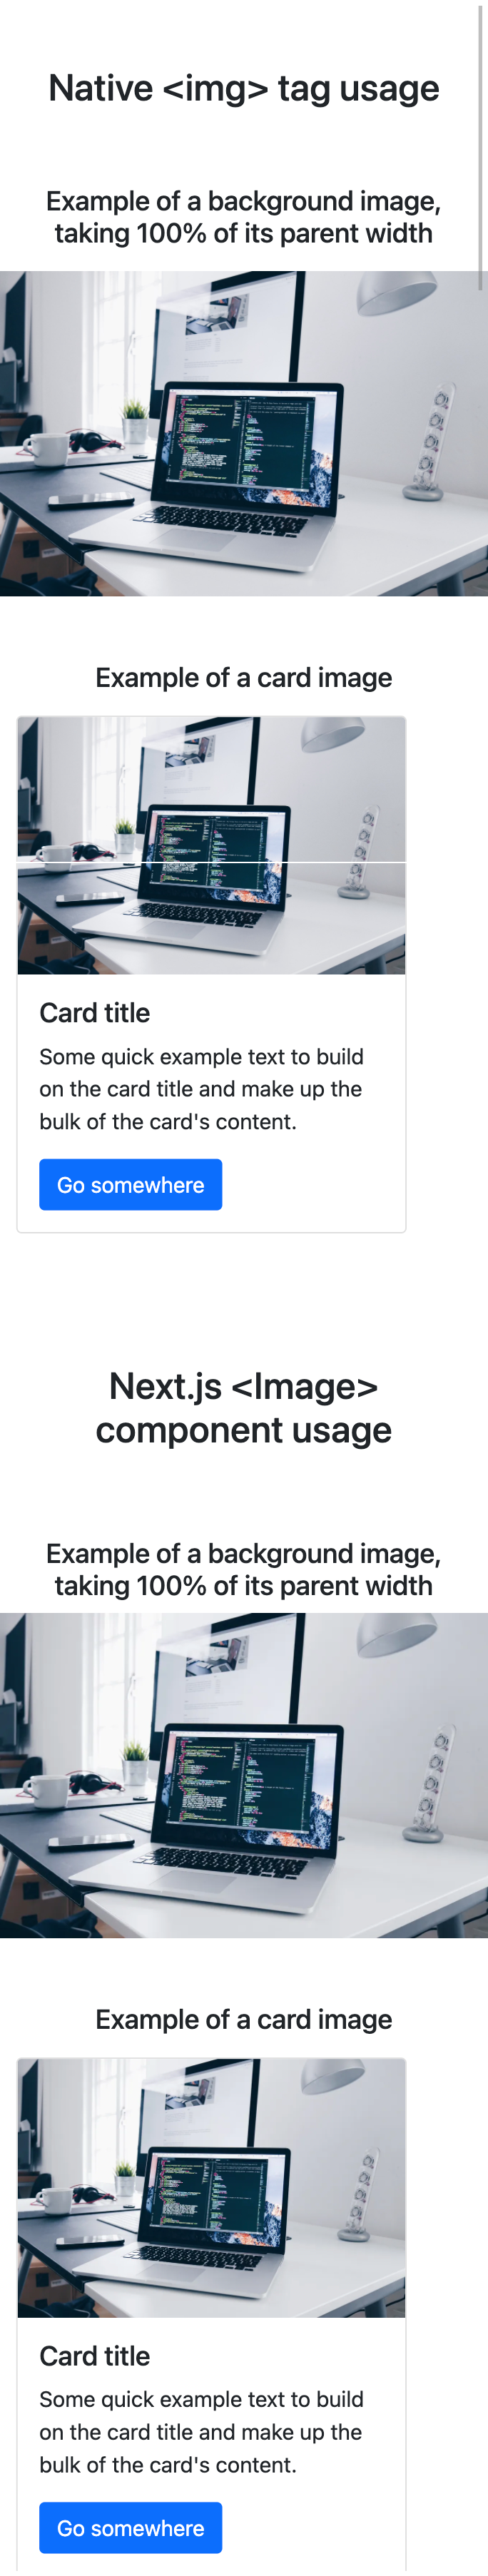 Native <img> tag usage
Example of a background image,
taking 100% of its parent width
Example of a card image
Card title
Some quick example text to build
on the card title and make up the
bulk of the card's content.
Go somewhere
Next.js <Image>
component usage
Example of a background image,
taking 100% of its parent width
Example of a card image
Card title
Some quick example text to build
on the card title and make up the
bulk of the card's content.
Go somewhere